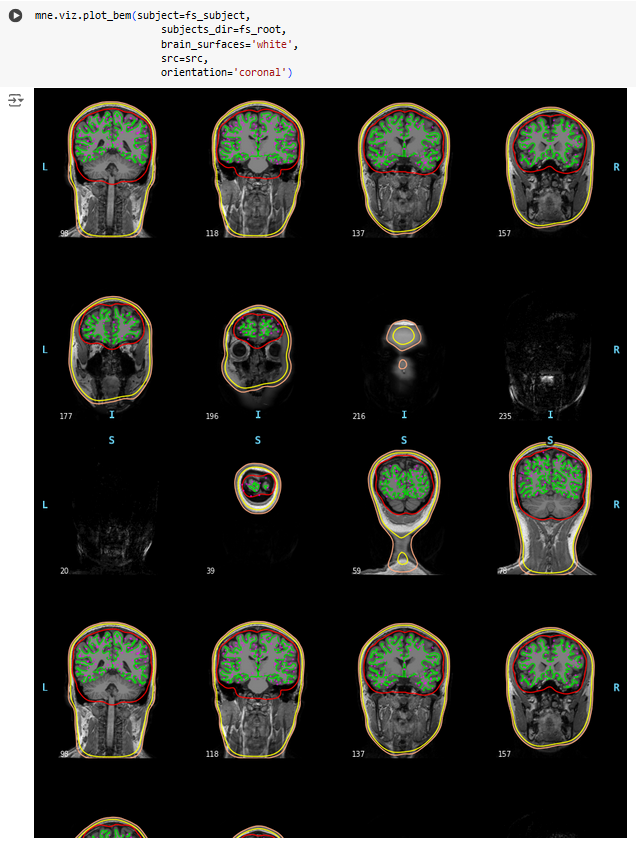 mne.viz.plot_bem(subject=fs_subject,
subjects_dir=fs_root,
brain_surfaces='white',
src=src,
orientation='coronal')
L R
98 118 137 157
L R
177 196 216 235
I I I I
S S S S
L R
20 39 59 78
L R
98 118 137 157